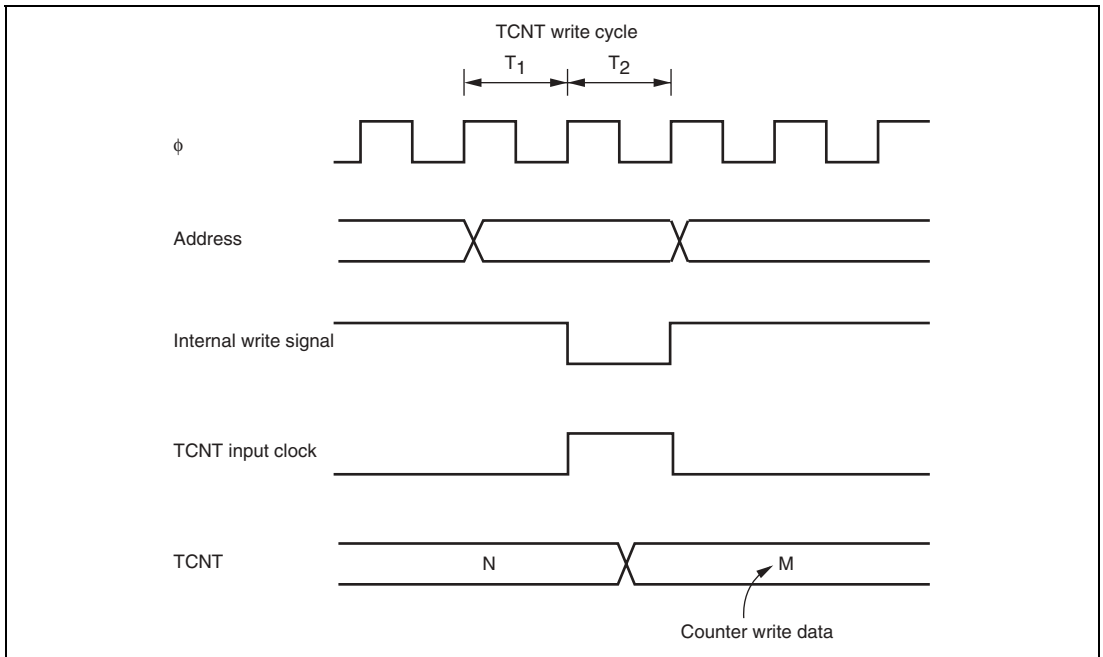 TCNT write cycle
T1 T2
φ
Address
Internal write signal
TCNT input clock
TCNT N M
Counter write data